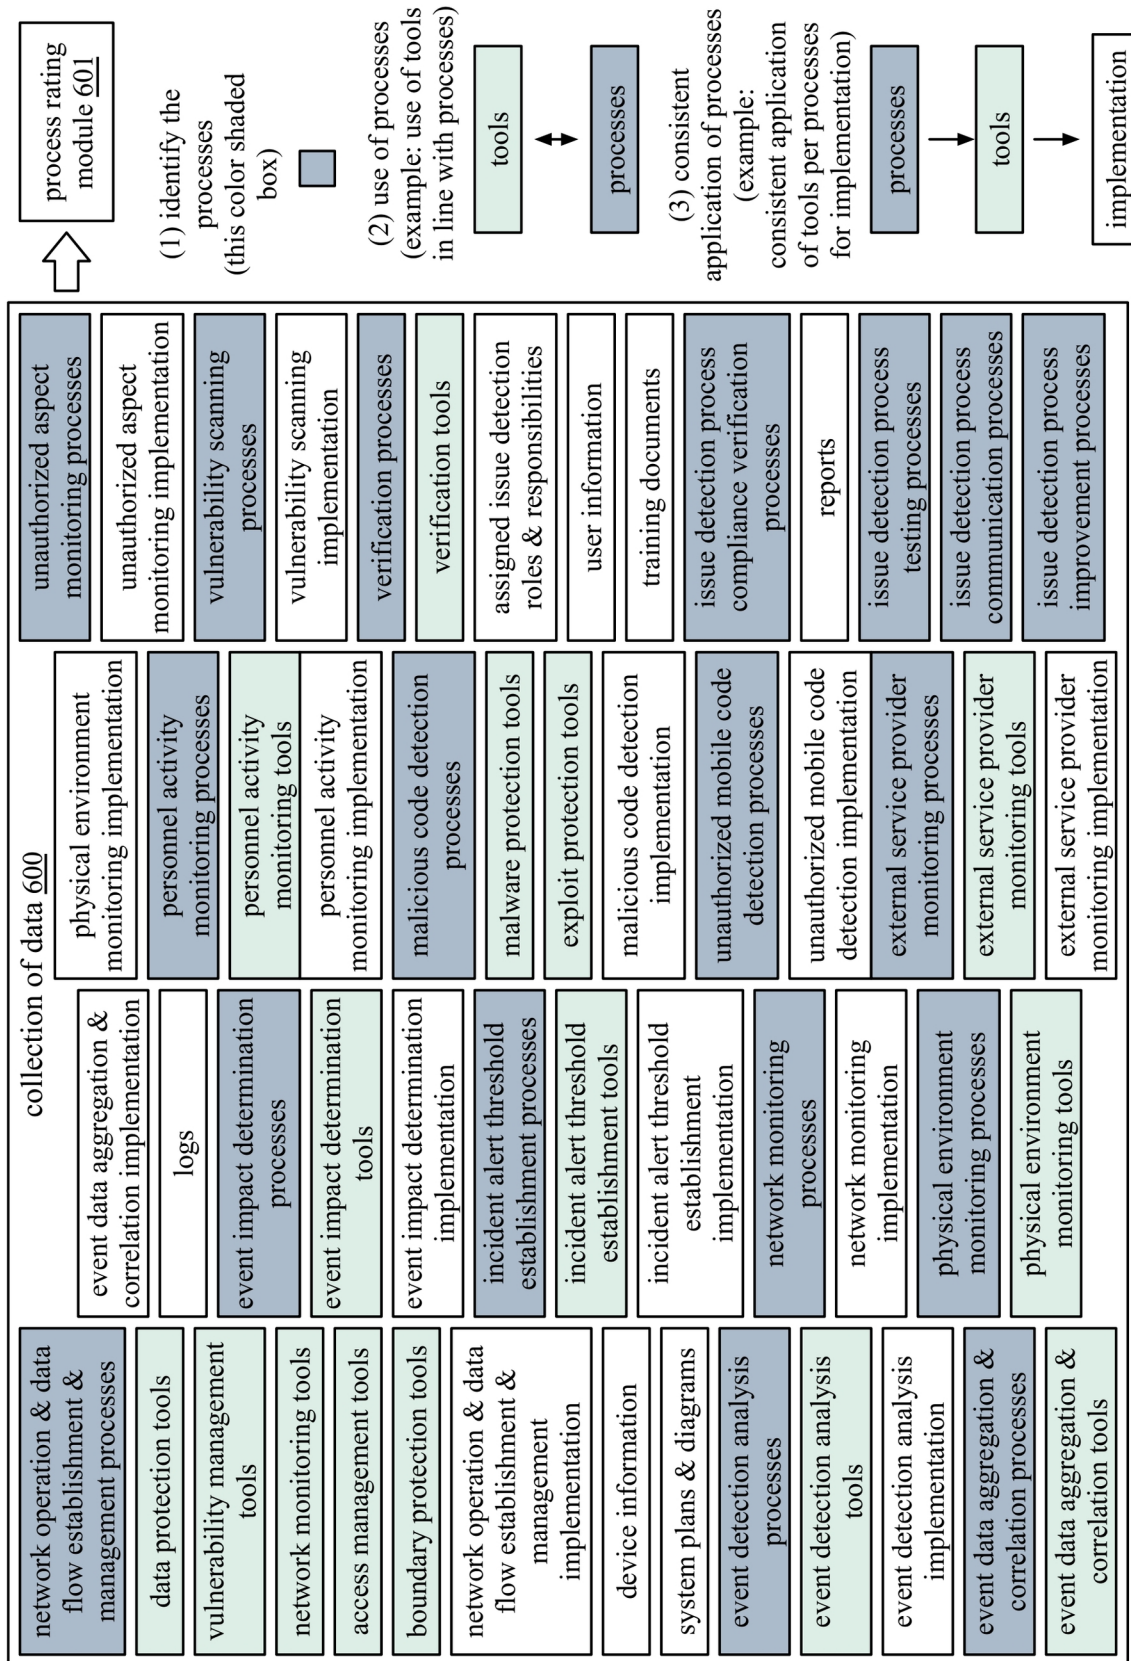 collection of data 600
network operation & data
flow establishment &
management processes
data protection tools
vulnerability management
tools
network monitoring tools
access management tools
boundary protection tools
network operation & data
flow establishment &
management
implementation
device information
system plans & diagrams
event detection analysis
processes
event detection analysis
tools
event detection analysis
implementation
event data aggregation &
correlation processes
event data aggregation &
correlation tools
event data aggregation &
correlation implementation
logs
event impact determination
processes
event impact determination
tools
event impact determination
implementation
incident alert threshold
establishment processes
incident alert threshold
establishment tools
incident alert threshold
establishment
implementation
network monitoring
processes
network monitoring
implementation
physical environment
monitoring processes
physical environment
monitoring tools
physical environment
monitoring implementation
personnel activity
monitoring processes
personnel activity
monitoring tools
personnel activity
monitoring implementation
malicious code detection
processes
malware protection tools
exploit protection tools
malicious code detection
implementation
unauthorized mobile code
detection processes
unauthorized mobile code
detection implementation
external service provider
monitoring processes
external service provider
monitoring tools
external service provider
monitoring implementation
unauthorized aspect
monitoring processes
unauthorized aspect
monitoring implementation
vulnerability scanning
processes
vulnerability scanning
implementation
verification processes
verification tools
assigned issue detection
roles & responsibilities
user information
training documents
issue detection process
compliance verification
processes
reports
issue detection process
testing processes
issue detection process
communication processes
issue detection process
improvement processes
process rating
module 601
(1) identify the
processes
(this color shaded
box)
(2) use of processes
(example: use of tools
in line with processes)
tools
processes
(3) consistent
application of processes
(example:
consistent application
of tools per processes
for implementation)
processes
tools
implementation